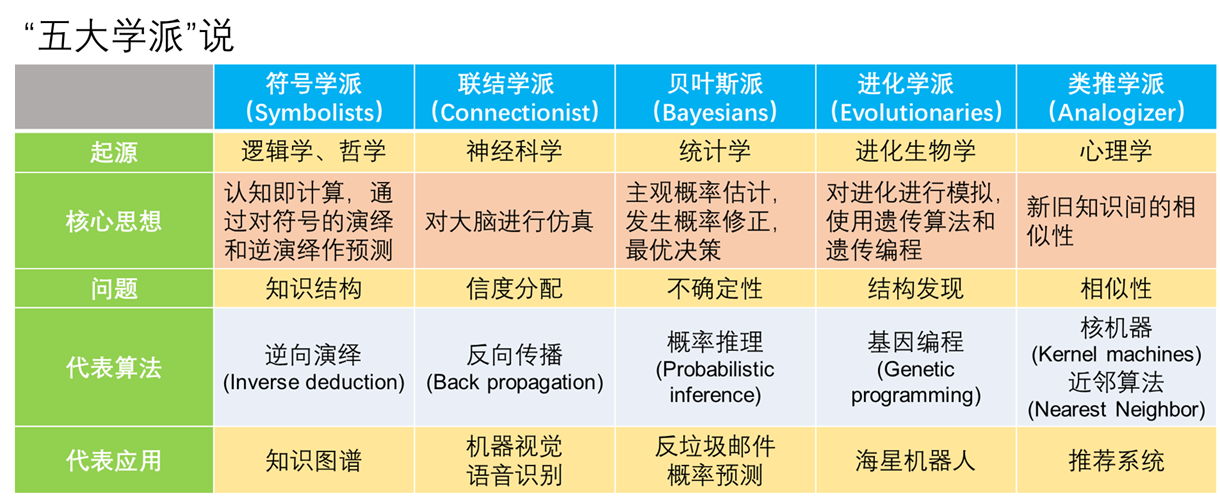 “五大学派”说
符号学派
（Symbolists）
联结学派
（Connectionist）
贝叶斯派
（Bayesians）
进化学派
（Evolutionaries）
类推学派
（Analogizer）
起源
逻辑学、哲学
神经科学
统计学
进化生物学
心理学
核心思想
认知即计算，通
过对符号的演绎
和逆演绎作预测
对大脑进行仿真
主观概率估计，
发生概率修正，
最优决策
对进化进行模拟，
使用遗传算法和
遗传编程
新旧知识间的相
似性
问题
知识结构
信度分配
不确定性
结构发现
相似性
代表算法
逆向演绎
(Inverse deduction)
反向传播
(Back propagation)
概率推理
(Probabilistic
inference)
基因编程
(Genetic
programming)
核机器
(Kernel machines)
近邻算法
(Nearest Neighbor)
代表应用
知识图谱
机器视觉
语音识别
反垃圾邮件
概率预测
海星机器人
推荐系统